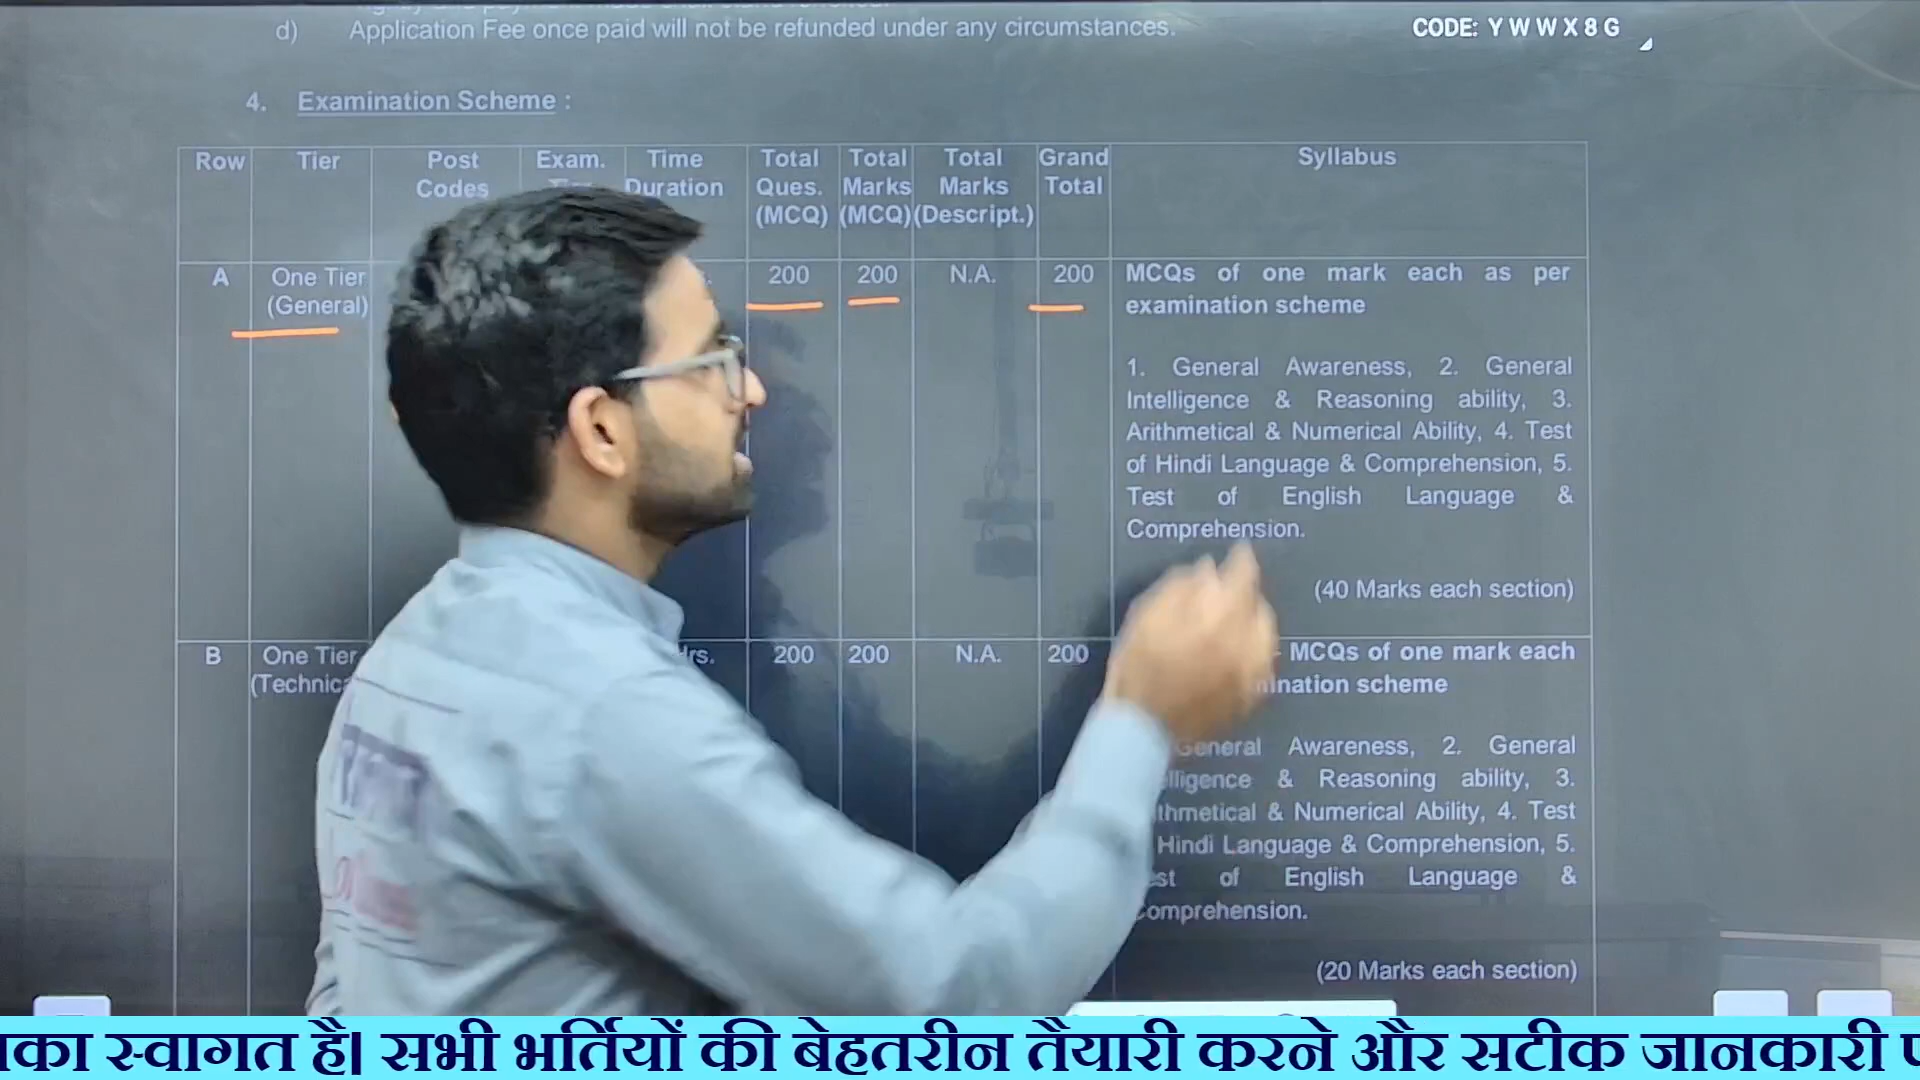 d) Application Fee once paid will not be refunded under any circumstances.
CODE: Y W W X 8 G
4. Examination Scheme :
Row Tier Post Codes Exam. Time Duration Total Ques. (MCQ) Total Marks (MCQ) Total Marks (Descript.) Grand Total Syllabus
A One Tier (General) 200 200 N.A. 200
MCQs of one mark each as per
examination scheme
1. General Awareness, 2. General
Intelligence & Reasoning ability, 3.
Arithmetical & Numerical Ability, 4. Test
of Hindi Language & Comprehension, 5.
Test of English Language &
Comprehension.
(40 Marks each section)
B One Tier 200 200 N.A. 200
MCQs of one mark each
scheme
General Awareness, 2. General
& Reasoning ability, 3.
& Numerical Ability, 4. Test
Hindi Language & Comprehension, 5.
of English Language &
Comprehension.
(20 Marks each section)
स्वागत है। सभी भर्तियों की बेहतरीन तैयारी करने और सटीक जानकारी